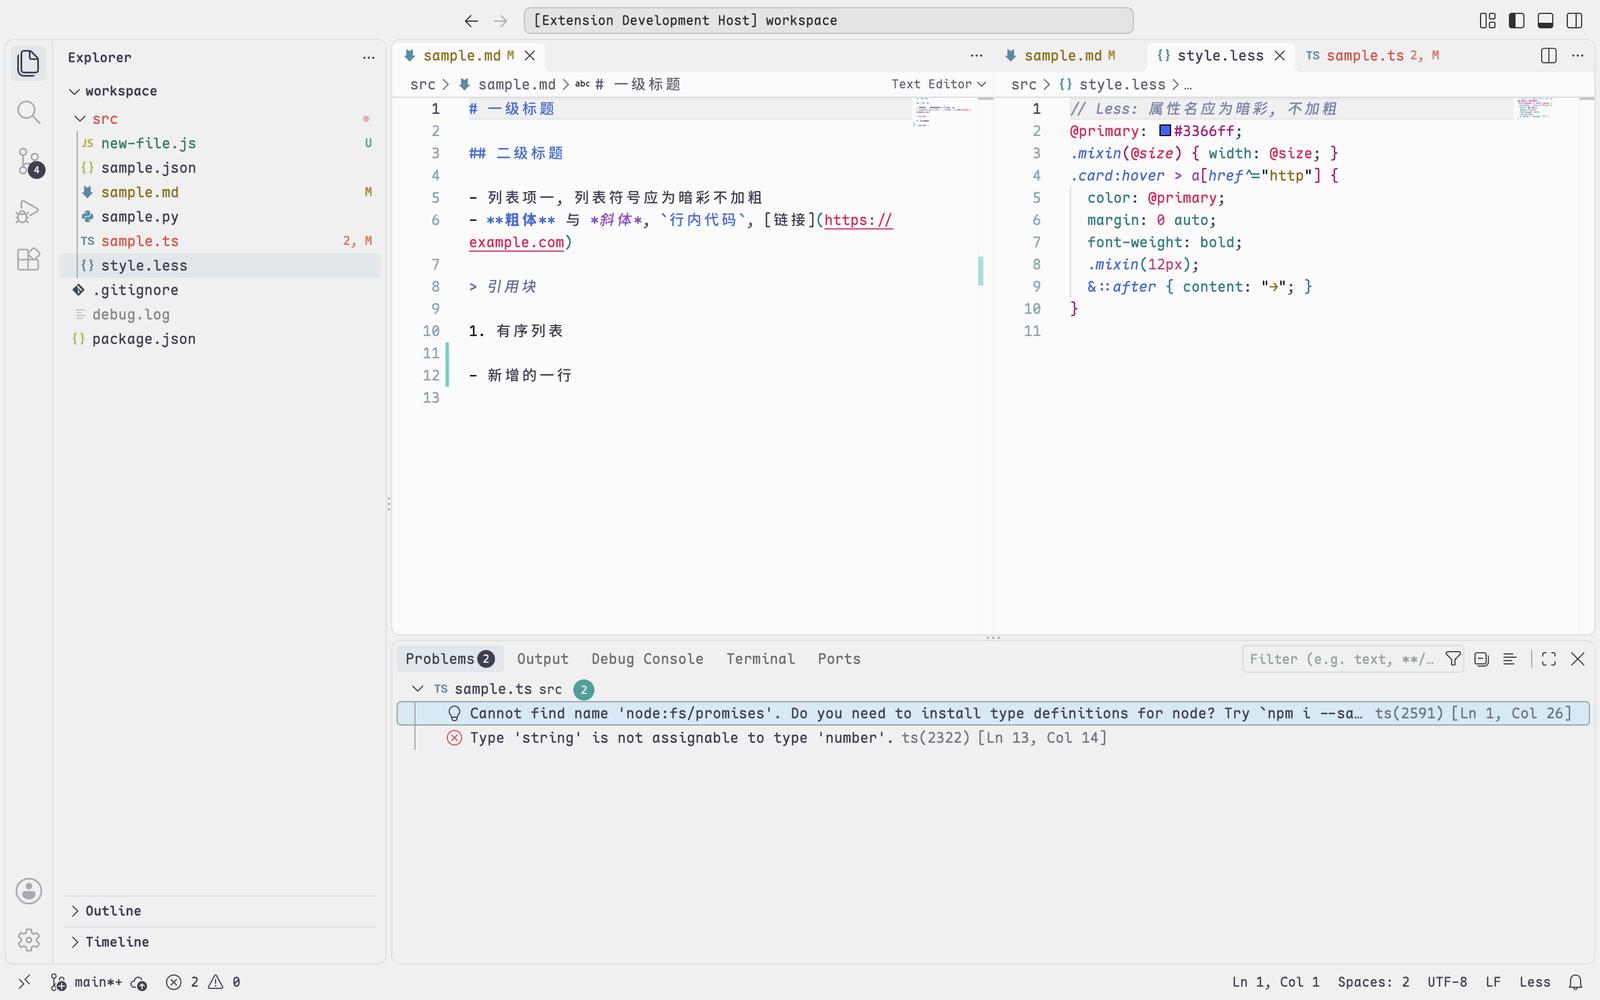 [Extension Development Host] workspace
Explorer
workspace
src
JS new-file.js U
{} sample.json
sample.md M
sample.py
TS sample.ts 2, M
{} style.less
.gitignore
debug.log
{} package.json
Outline
Timeline
4
sample.md M
src > sample.md > abc # 一级标题
Text Editor
1 # 一级标题
2
3 ## 二级标题
4
5 - 列表项一, 列表符号应为暗彩不加粗
6 - **粗体** 与 *斜体*, `行内代码`, [链接](https://
example.com)
7
8 > 引用块
9
10 1. 有序列表
11
12 - 新增的一行
13
sample.md M
{} style.less
TS sample.ts 2, M
src > {} style.less > …
1 // Less: 属性名应为暗彩, 不加粗
2 @primary: #3366ff;
3 .mixin(@size) { width: @size; }
4 .card:hover > a[href^="http"] {
5 color: @primary;
6 margin: 0 auto;
7 font-weight: bold;
8 .mixin(12px);
9 &::after { content: "→"; }
10 }
11
Problems 2
Output
Debug Console
Terminal
Ports
Filter (e.g. text, **/…
TS sample.ts src 2
Cannot find name 'node:fs/promises'. Do you need to install type definitions for node? Try `npm i --sa… ts(2591) [Ln 1, Col 26]
Type 'string' is not assignable to type 'number'. ts(2322) [Ln 13, Col 14]
main*+
2
0
Ln 1, Col 1
Spaces: 2
UTF-8
LF
Less